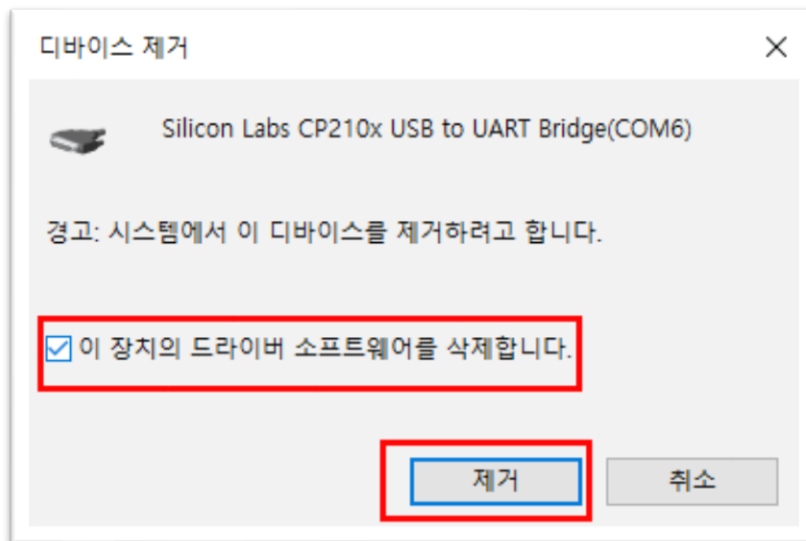 디바이스 제거
Silicon Labs CP210x USB to UART Bridge(COM6)
경고: 시스템에서 이 디바이스를 제거하려고 합니다.
이 장치의 드라이버 소프트웨어를 삭제합니다.
제거 취소